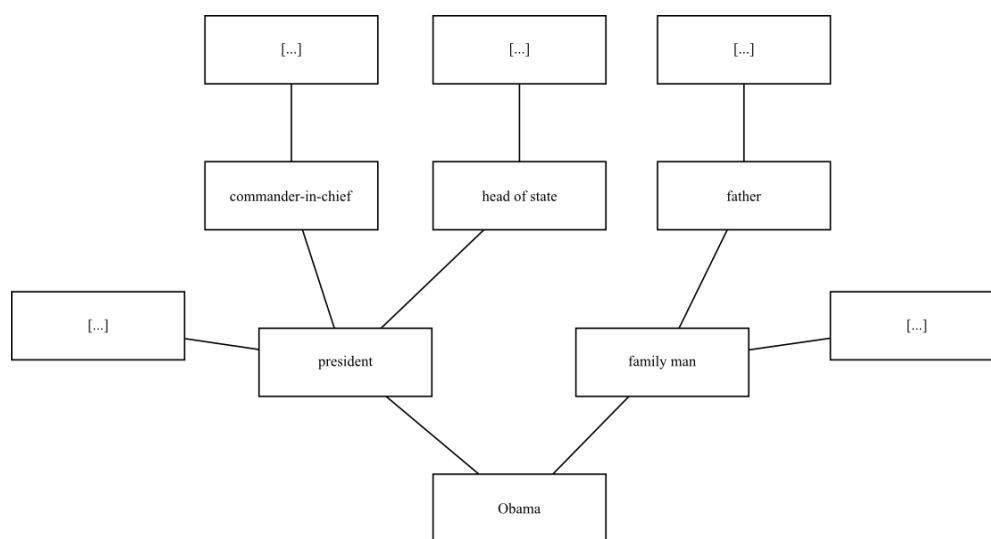 [...]
[...]
[...]
commander-in-chief
head of state
father
[...]
[...]
president
family man
Obama